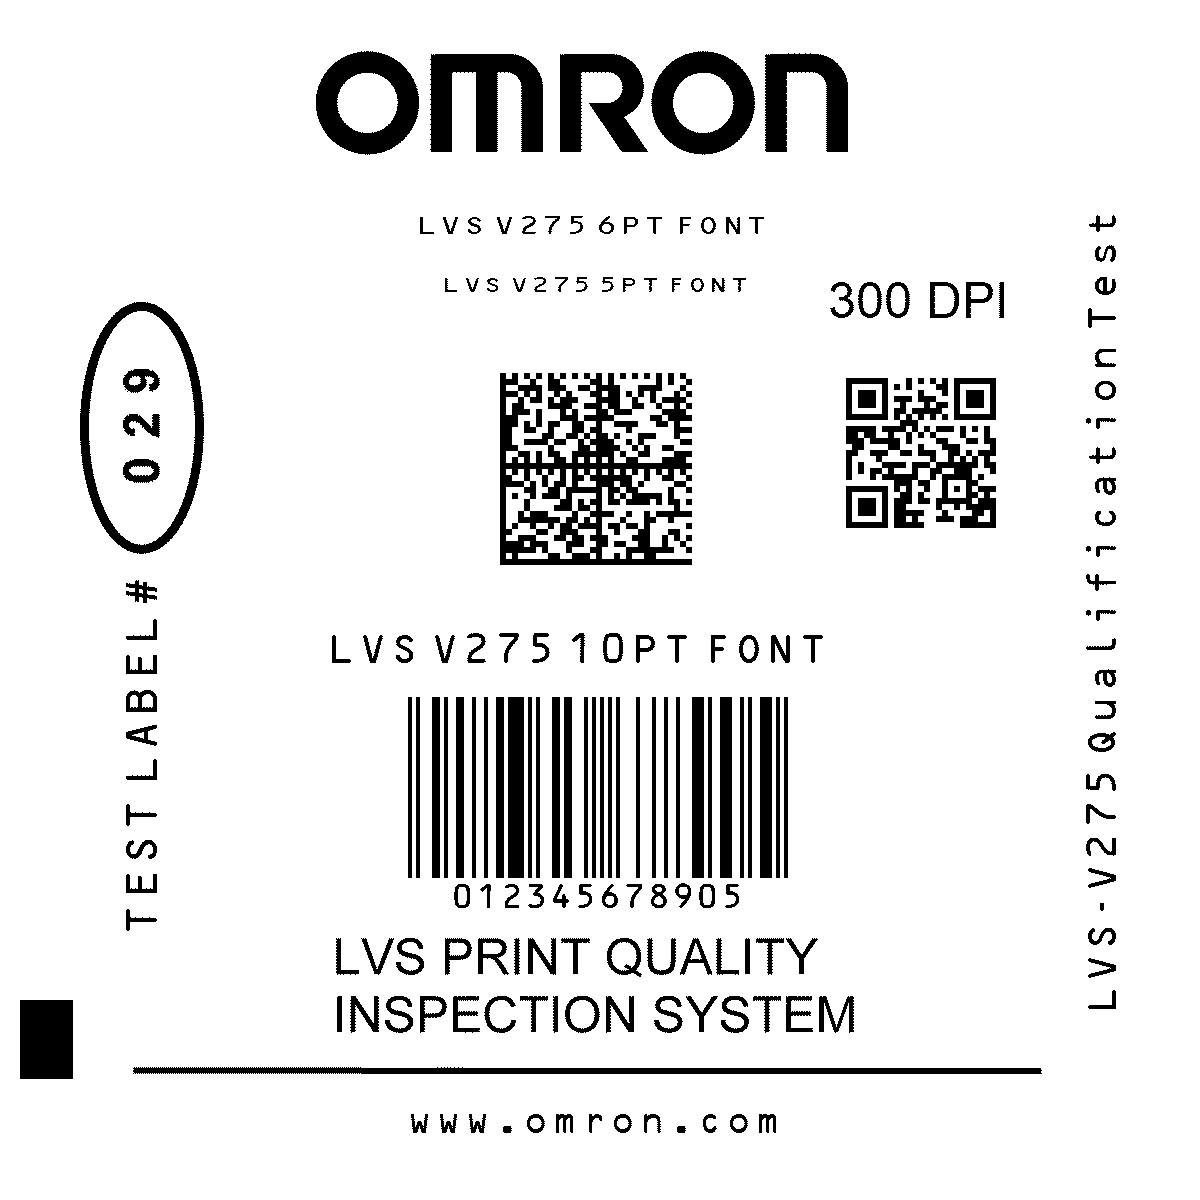 OMRON
LVS V275 6PT FONT
LVS V275 5PT FONT
300 DPI
TEST LABEL # 029
LVS V275 10PT FONT
012345678905
LVS PRINT QUALITY
INSPECTION SYSTEM
www.omron.com
LVS-V275 Qualification Test